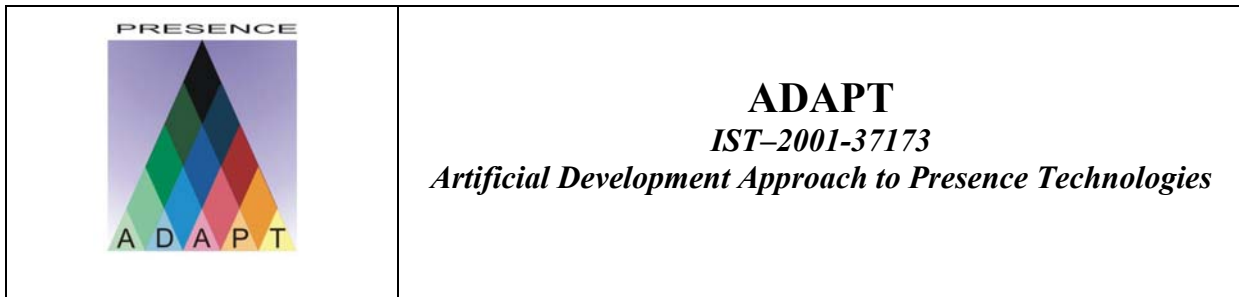 PRESENCE
A D A P T
ADAPT
IST–2001-37173
Artificial Development Approach to Presence Technologies